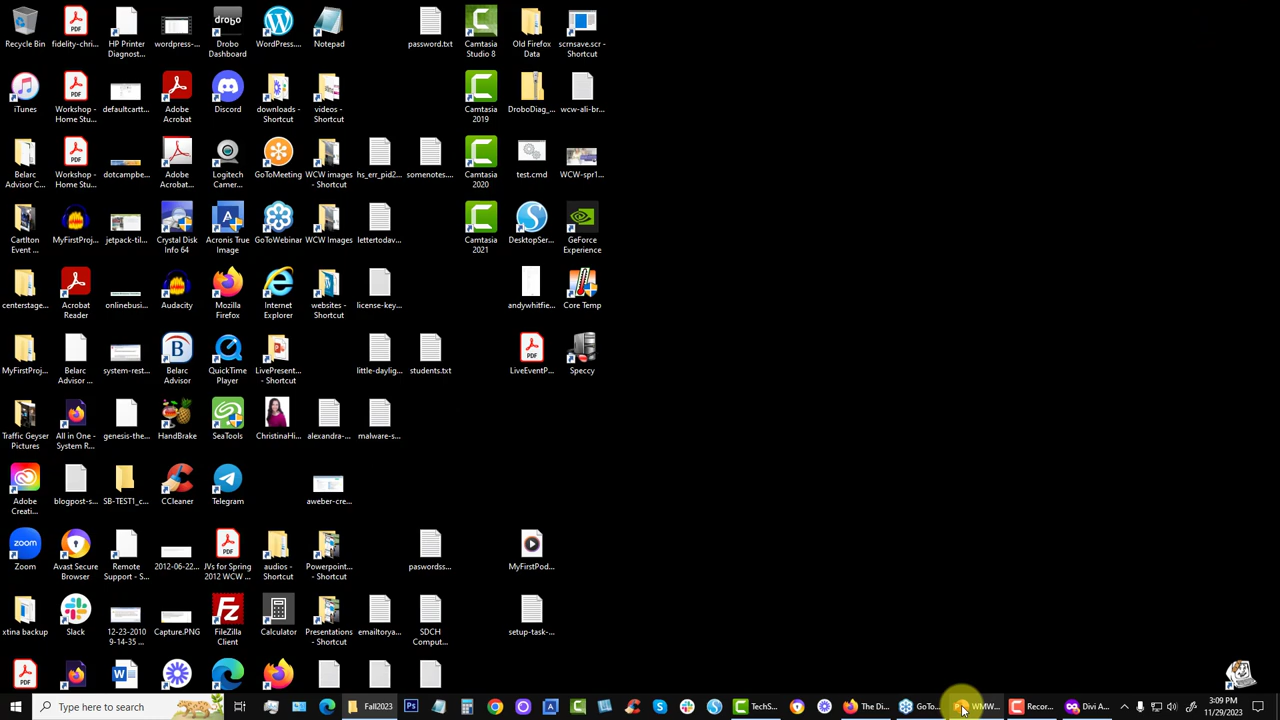 Recycle Bin
fidelity-chri...
HP Printer
Diagnost...
wordpress-...
drobo
Drobo
Dashboard
WordPress....
Notepad
password.txt
Camtasia
Studio 8
Old Firefox
Data
scrnsave.scr -
Shortcut
iTunes
Workshop -
Home Stu...
defaultcartt...
Adobe
Acrobat
Discord
downloads -
Shortcut
videos -
Shortcut
Camtasia
2019
DroboDiag_...
wcw-ali-br...
Belarc
Advisor C...
Workshop -
Home Stu...
dotcampbe...
Adobe
Acrobat...
Logitech
Camer...
GoToMeeting
WCW images
- Shortcut
hs_err_pid2...
somenotes....
Camtasia
2020
test.cmd
WCW-spr1...
Carlton
Event ...
MyFirstProj...
jetpack-til...
Crystal Disk
Info 64
Acronis True
Image
GoToWebinar
WCW Images
lettertodav...
Camtasia
2021
DesktopSer...
GeForce
Experience
centerstage...
Acrobat
Reader
onlinebusi...
Audacity
Mozilla
Firefox
Internet
Explorer
websites -
Shortcut
license-key...
andywhitfie...
Core Temp
MyFirstProj...
Belarc
Advisor ...
system-rest...
Belarc
Advisor
QuickTime
Player
LivePresent...
- Shortcut
little-daylig...
students.txt
PDF
LiveEventP...
Speccy
Traffic Geyser
Pictures
All in One -
System R...
genesis-the...
HandBrake
SeaTools
ChristinaHi...
alexandra-...
malware-s...
Adobe
Creati...
blogpost-s...
SB-TEST1_c...
CCleaner
Telegram
aweber-cre...
zoom
Zoom
Avast Secure
Browser
Remote
Support - S...
2012-06-22...
PDF
JVs for Spring
2012 WCW ...
audios -
Shortcut
Powerpoint...
- Shortcut
paswordss...
MyFirstPod...
xtina backup
Slack
12-23-2010
9-14-35 ...
Capture.PNG
FileZilla
Client
Calculator
Presentations
- Shortcut
emailtorya...
SDCH
Comput...
setup-task-...
PDF
Type here to search
Fall2023
TechS...
The Di...
GoTo...
WMW...
Recor...
Divi A...
3:09 PM
11/29/2023